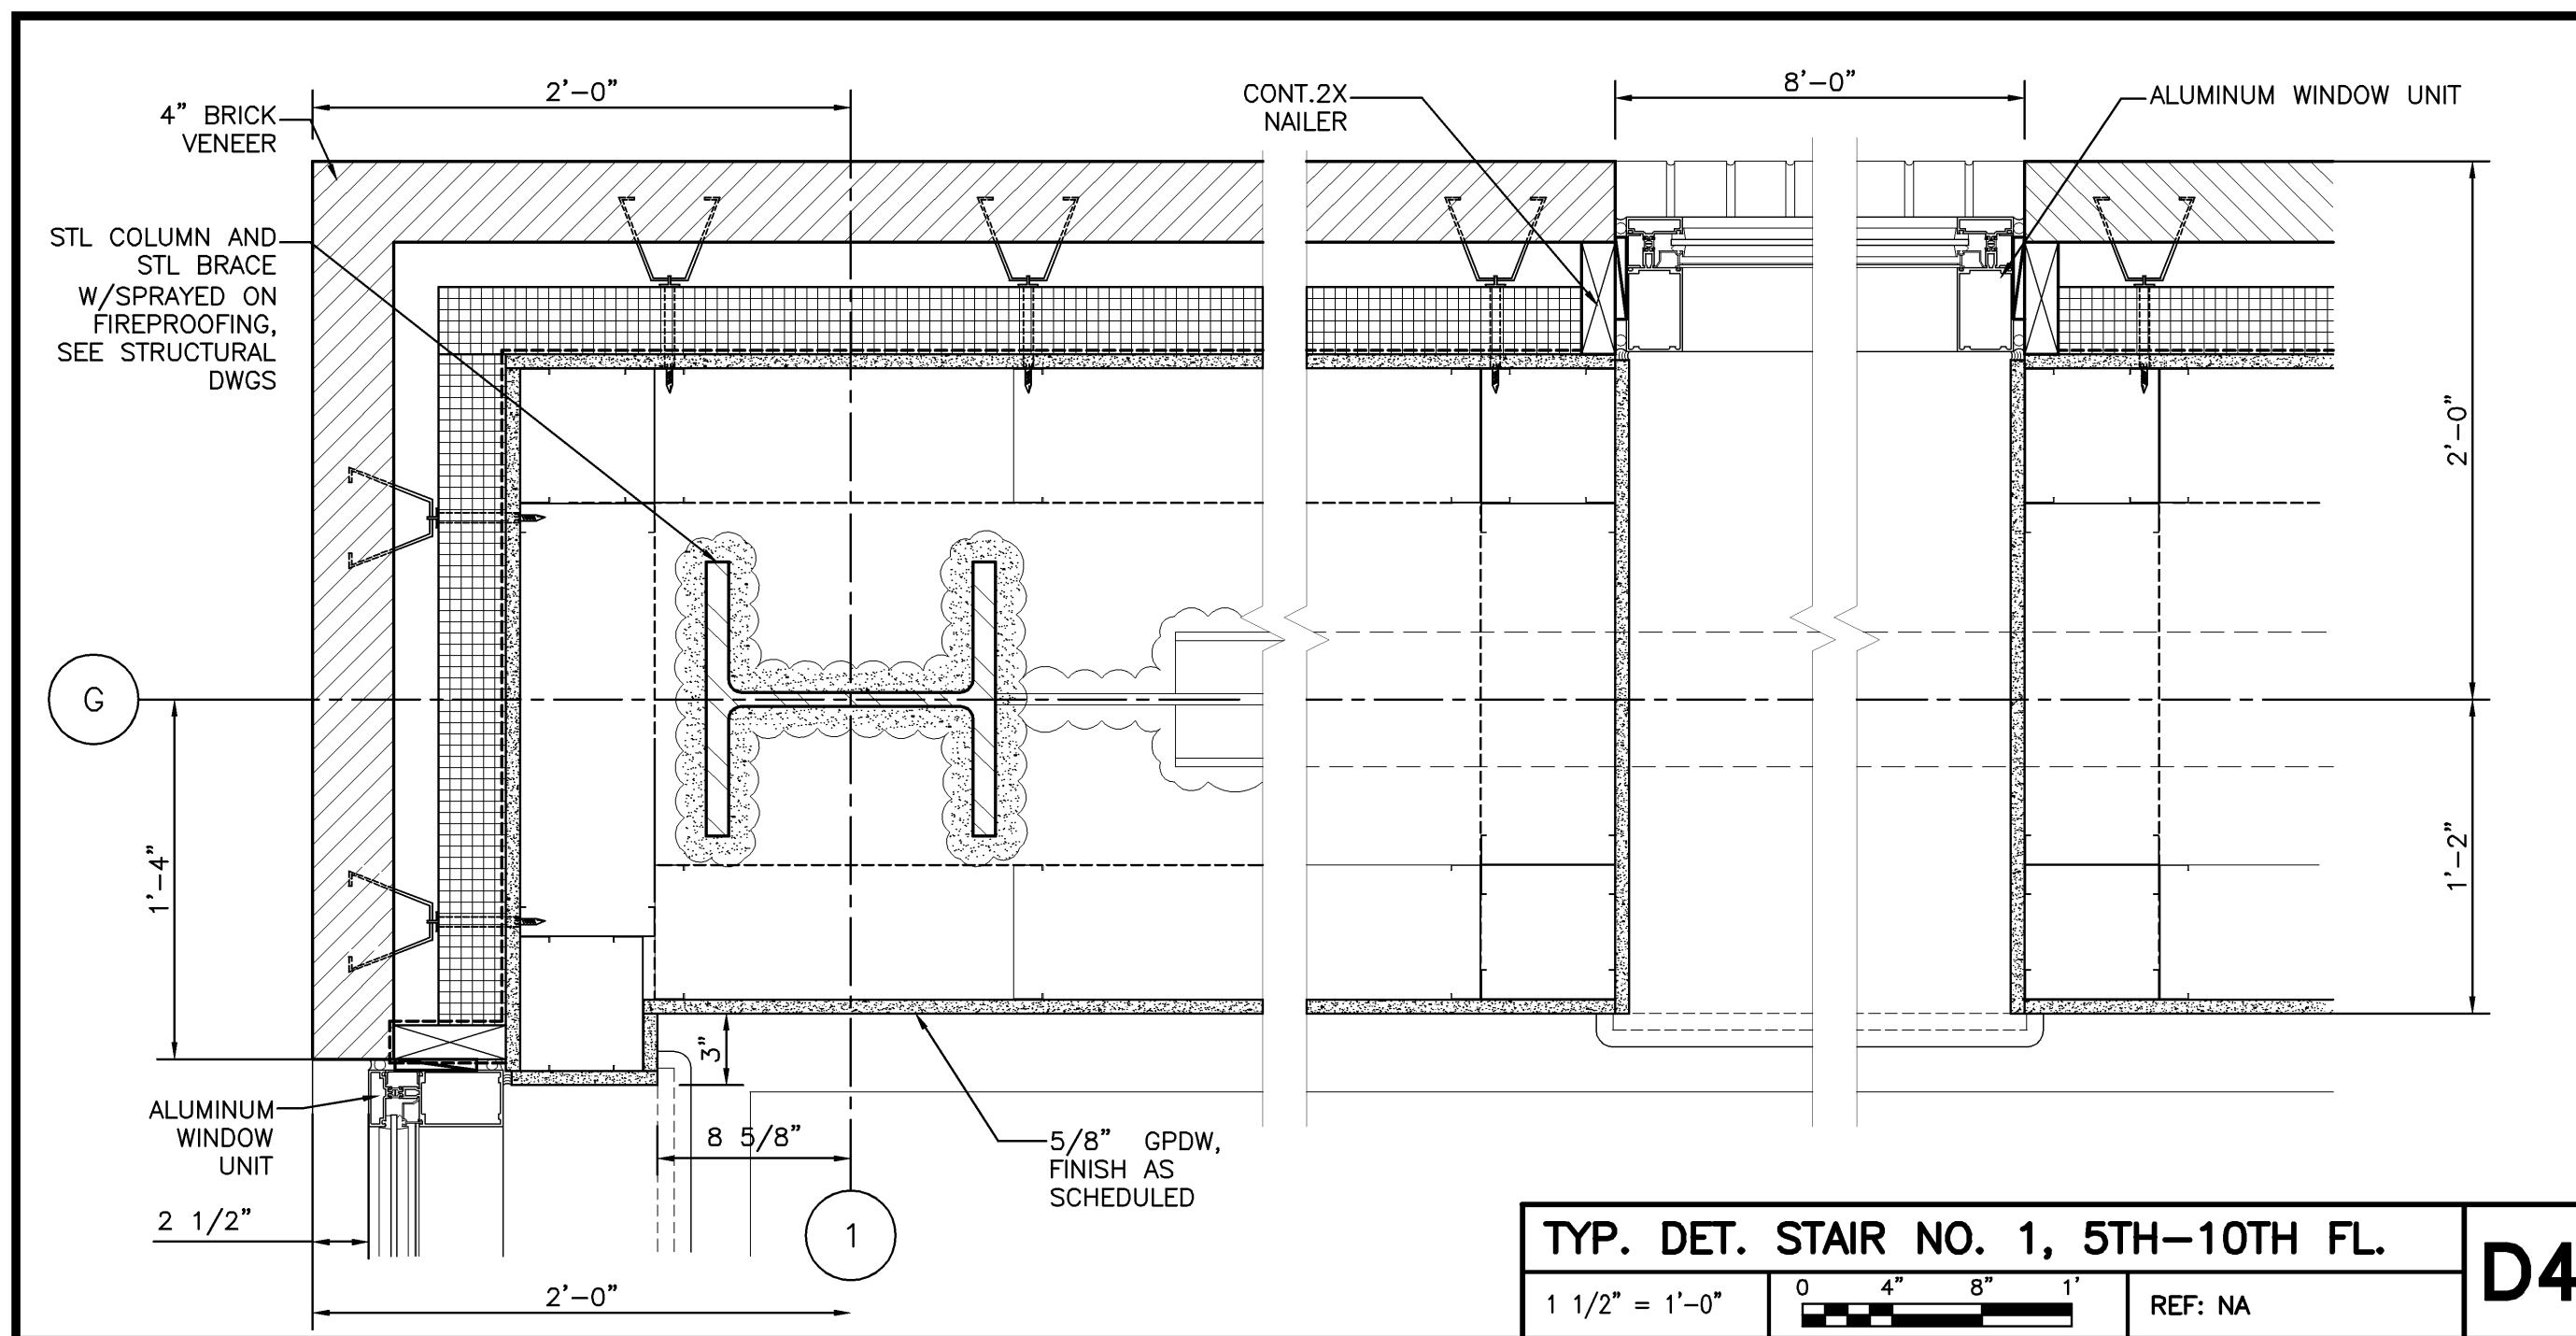 2'-0"
8'-0"
4" BRICK
VENEER
CONT.2X
NAILER
ALUMINUM WINDOW UNIT
STL COLUMN AND
STL BRACE
W/SPRAYED ON
FIREPROOFING,
SEE STRUCTURAL
DWGS
2'-0"
G
1'-4"
1'-2"
3"
ALUMINUM
WINDOW
UNIT
8 5/8"
5/8" GPDW,
FINISH AS
SCHEDULED
2 1/2"
1
2'-0"
TYP. DET. STAIR NO. 1, 5TH-10TH FL.
1 1/2" = 1'-0"
0 4" 8" 1'
REF: NA
D4